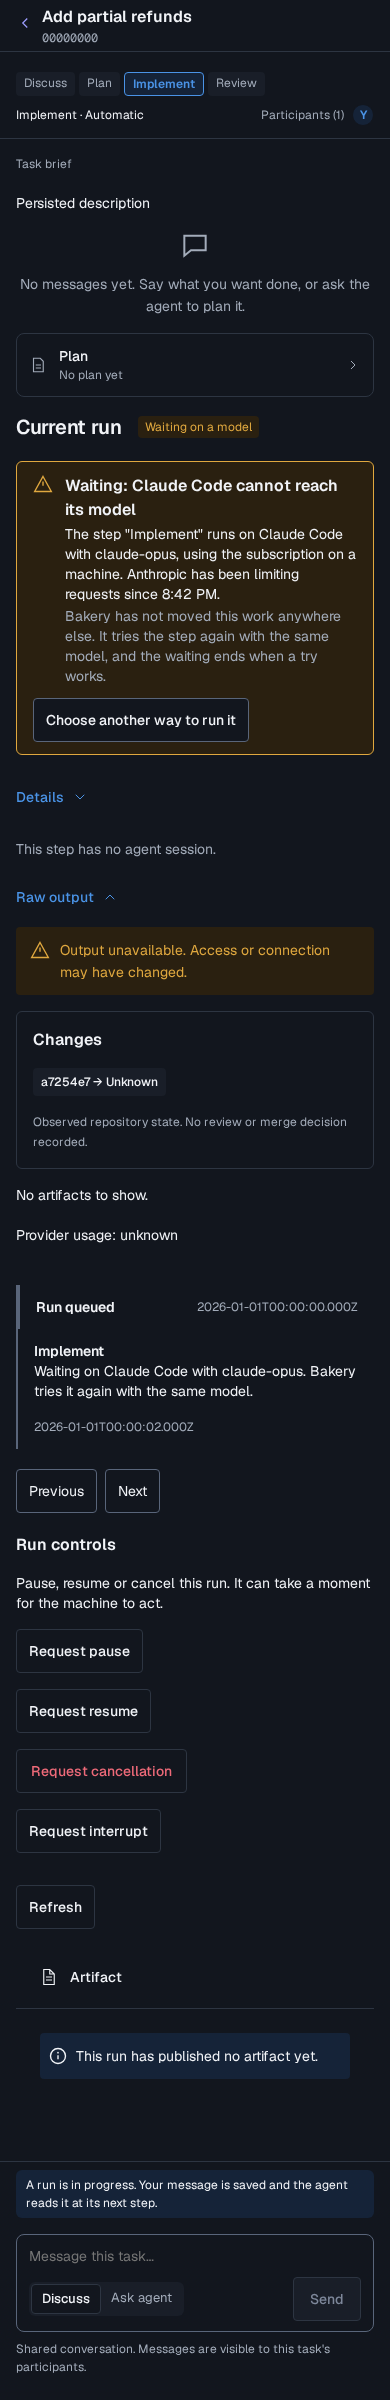 Add partial refunds
00000000
Discuss Plan Implement Review
Implement · Automatic Participants (1) Y
Task brief
Persisted description
No messages yet. Say what you want done, or ask the
agent to plan it.
Plan
No plan yet
Current run Waiting on a model
Waiting: Claude Code cannot reach
its model
The step "Implement" runs on Claude Code
with claude-opus, using the subscription on a
machine. Anthropic has been limiting
requests since 8:42 PM.
Bakery has not moved this work anywhere
else. It tries the step again with the same
model, and the waiting ends when a try
works.
Choose another way to run it
Details
This step has no agent session.
Raw output
Output unavailable. Access or connection
may have changed.
Changes
a7254e7 → Unknown
Observed repository state. No review or merge decision
recorded.
No artifacts to show.
Provider usage: unknown
Run queued 2026-01-01T00:00:00.000Z
Implement
Waiting on Claude Code with claude-opus. Bakery
tries it again with the same model.
2026-01-01T00:00:02.000Z
Previous Next
Run controls
Pause, resume or cancel this run. It can take a moment
for the machine to act.
Request pause
Request resume
Request cancellation
Request interrupt
Refresh
Artifact
This run has published no artifact yet.
A run is in progress. Your message is saved and the agent
reads it at its next step.
Message this task...
Discuss Ask agent Send
Shared conversation. Messages are visible to this task's
participants.